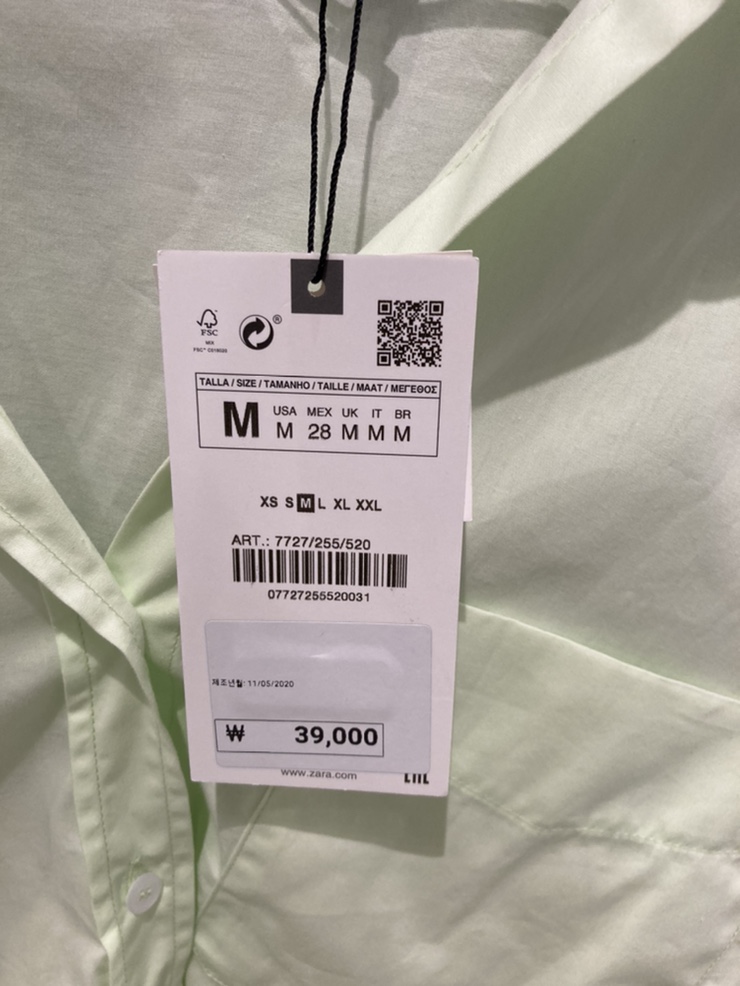 FSC
MIX
®
TALLA / SIZE / TAMANHO / TAILLE / MAAT / ΜΕΓΕΘΟΣ
M
USA MEX UK IT BR
M 28 M M M
XS S M L XL XXL
ART.: 7727/255/520
07727255520031
제조년월: 11/05/2020
₩ 39,000
www.zara.com